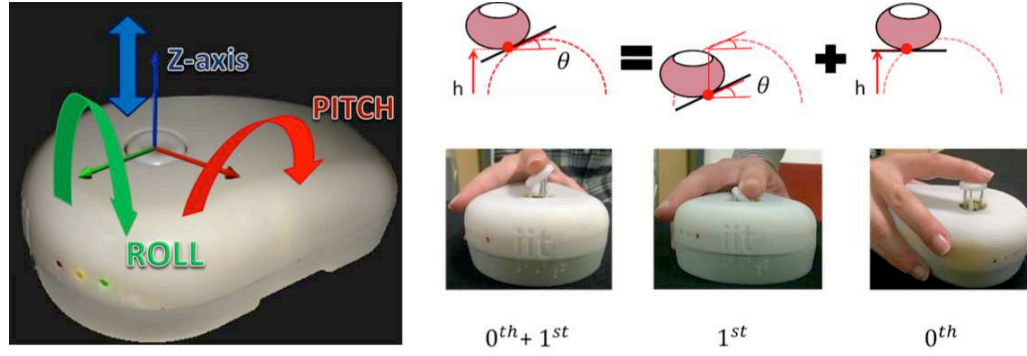 Z-axis
PITCH
ROLL
h
θ
=
h
θ
+
h
iit
iit
0ᵗʰ + 1ˢᵗ
1ˢᵗ
0ᵗʰ